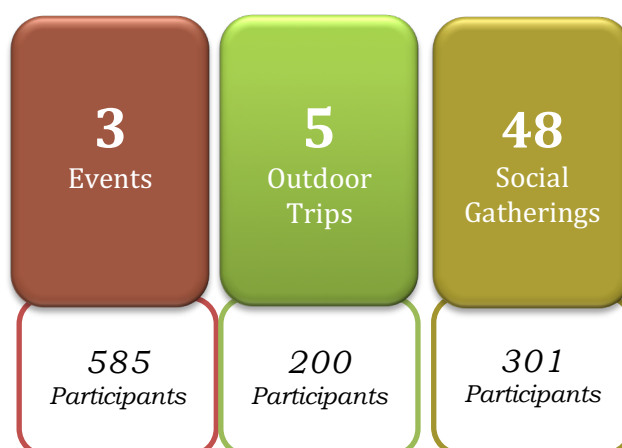 3
Events
585
Participants
5
Outdoor
Trips
200
Participants
48
Social
Gatherings
301
Participants